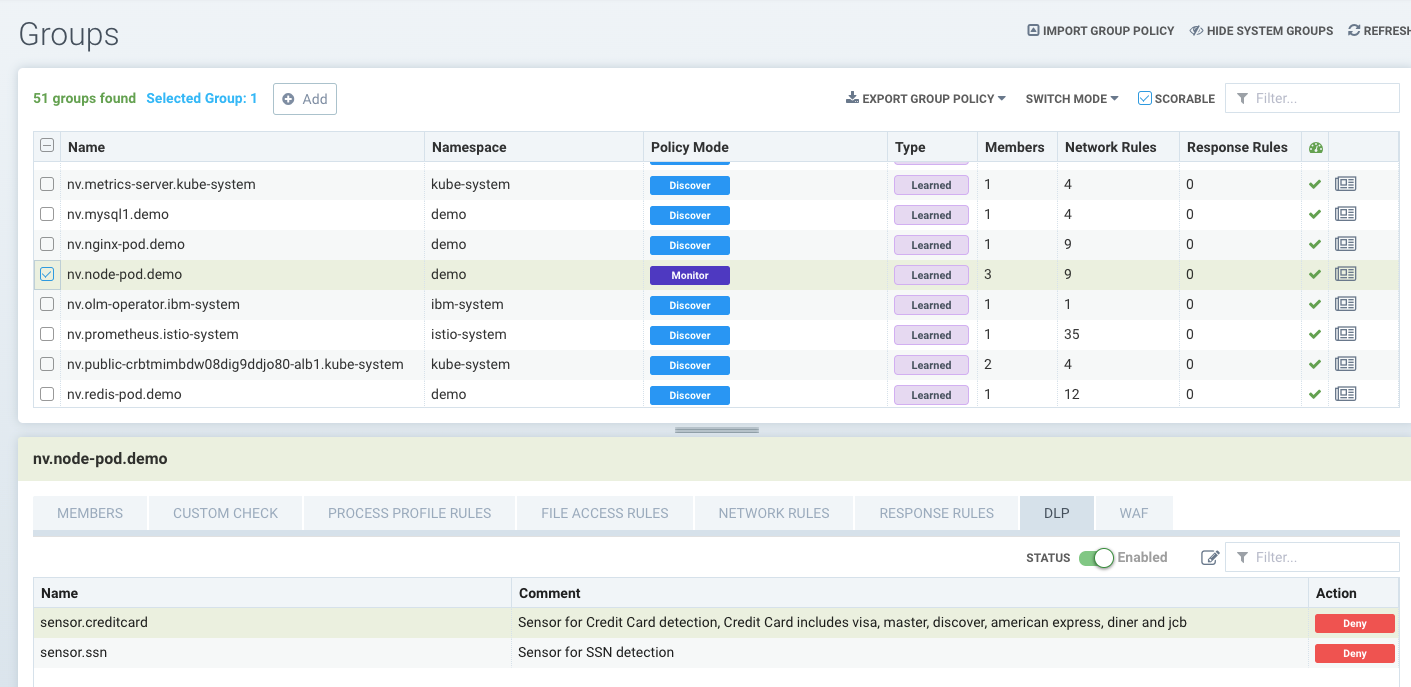 Groups
IMPORT GROUP POLICY HIDE SYSTEM GROUPS REFRESH
51 groups found Selected Group: 1 Add EXPORT GROUP POLICY SWITCH MODE SCORABLE Filter...
Name Namespace Policy Mode Type Members Network Rules Response Rules
nv.metrics-server.kube-system kube-system Discover Learned 1 4 0
nv.mysql1.demo demo Discover Learned 1 4 0
nv.nginx-pod.demo demo Discover Learned 1 9 0
nv.node-pod.demo demo Monitor Learned 3 9 0
nv.olm-operator.ibm-system ibm-system Discover Learned 1 1 0
nv.prometheus.istio-system istio-system Discover Learned 1 35 0
nv.public-crbtmimbdw08dig9ddjo80-alb1.kube-system kube-system Discover Learned 2 4 0
nv.redis-pod.demo demo Discover Learned 1 12 0
nv.node-pod.demo
MEMBERS CUSTOM CHECK PROCESS PROFILE RULES FILE ACCESS RULES NETWORK RULES RESPONSE RULES DLP WAF
STATUS Enabled Filter...
Name Comment Action
sensor.creditcard Sensor for Credit Card detection, Credit Card includes visa, master, discover, american express, diner and jcb Deny
sensor.ssn Sensor for SSN detection Deny